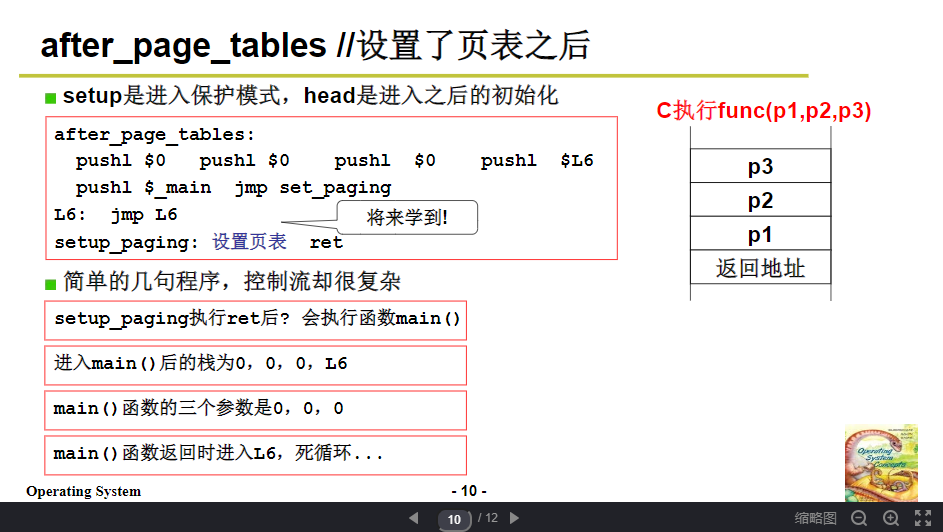 after_page_tables //设置了页表之后
setup是进入保护模式，head是进入之后的初始化
after_page_tables:
pushl $0 pushl $0 pushl $0 pushl $L6
pushl $_main jmp set_paging
L6: jmp L6
将来学到!
setup_paging: 设置页表 ret
简单的几句程序，控制流却很复杂
setup_paging执行ret后? 会执行函数main()
进入main()后的栈为0，0，0，L6
main()函数的三个参数是0，0，0
main()函数返回时进入L6，死循环...
C执行func(p1,p2,p3)
p3
p2
p1
返回地址
Operating System
Concepts
Operating System
- 10 -
10 / 12
缩略图